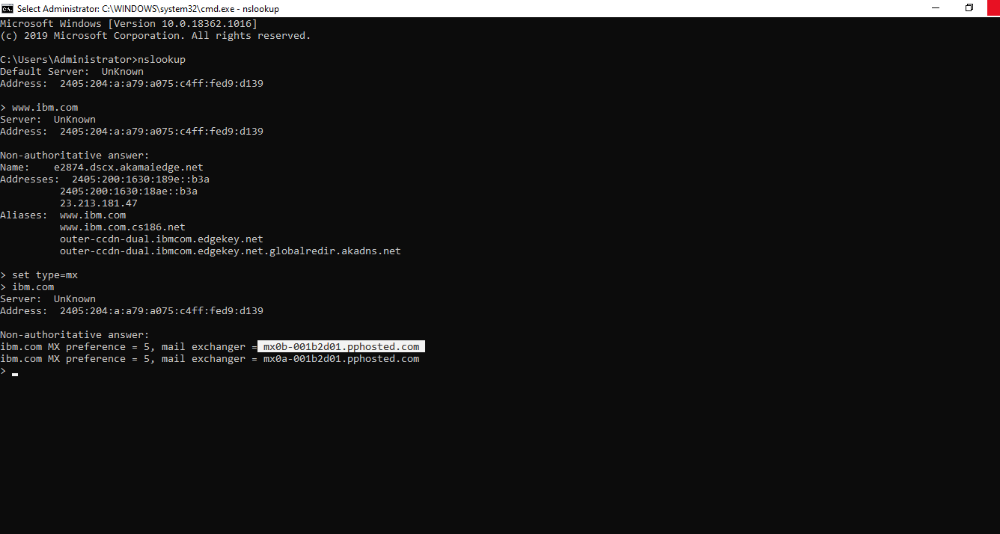 Select Administrator: C:\WINDOWS\system32\cmd.exe - nslookup
Microsoft Windows [Version 10.0.18362.1016]
(c) 2019 Microsoft Corporation. All rights reserved.
C:\Users\Administrator>nslookup
Default Server:  UnKnown
Address:  2405:204:a:a79:a075:c4ff:fed9:d139
> www.ibm.com
Server:  UnKnown
Address:  2405:204:a:a79:a075:c4ff:fed9:d139
Non-authoritative answer:
Name:    e2874.dscx.akamaiedge.net
Addresses:  2405:200:1630:189e::b3a
2405:200:1630:18ae::b3a
23.213.181.47
Aliases:  www.ibm.com
www.ibm.com.cs186.net
outer-ccdn-dual.ibmcom.edgekey.net
outer-ccdn-dual.ibmcom.edgekey.net.globalredir.akadns.net
> set type=mx
> ibm.com
Server:  UnKnown
Address:  2405:204:a:a79:a075:c4ff:fed9:d139
Non-authoritative answer:
ibm.com MX preference = 5, mail exchanger = mx0b-001b2d01.pphosted.com
ibm.com MX preference = 5, mail exchanger = mx0a-001b2d01.pphosted.com
>